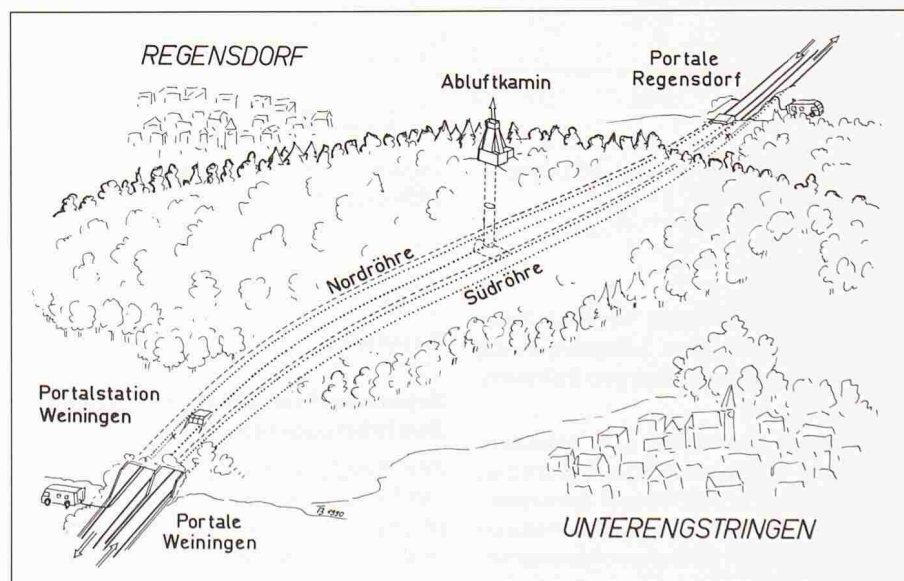 REGENSDORF
Abluftkamin
Portale
Regensdorf
Nordröhre
Südröhre
Portalstation
Weiningen
Portale
Weiningen
UNTERENGSTRINGEN